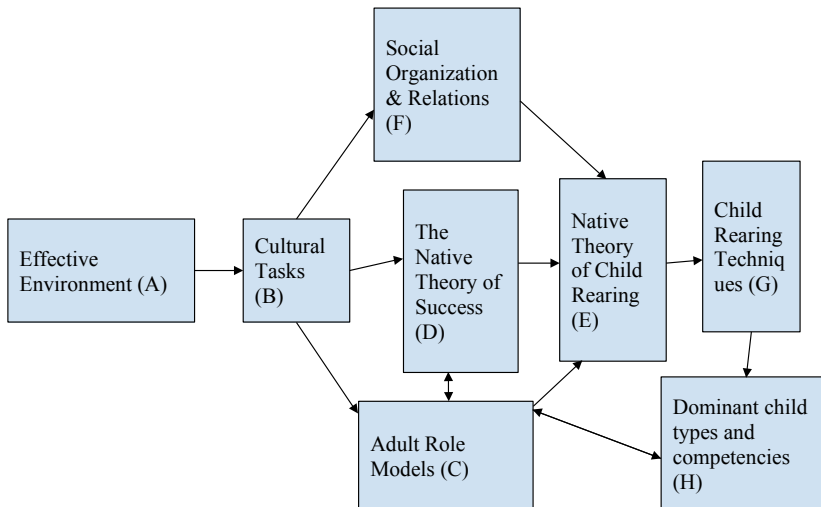 Social
Organization
& Relations
(F)
Effective
Environment (A)
Cultural
Tasks
(B)
The
Native
Theory of
Success
(D)
Native
Theory
of Child
Rearing
(E)
Child
Rearing
Techniq
ues (G)
Adult Role
Models (C)
Dominant child
types and
competencies
(H)